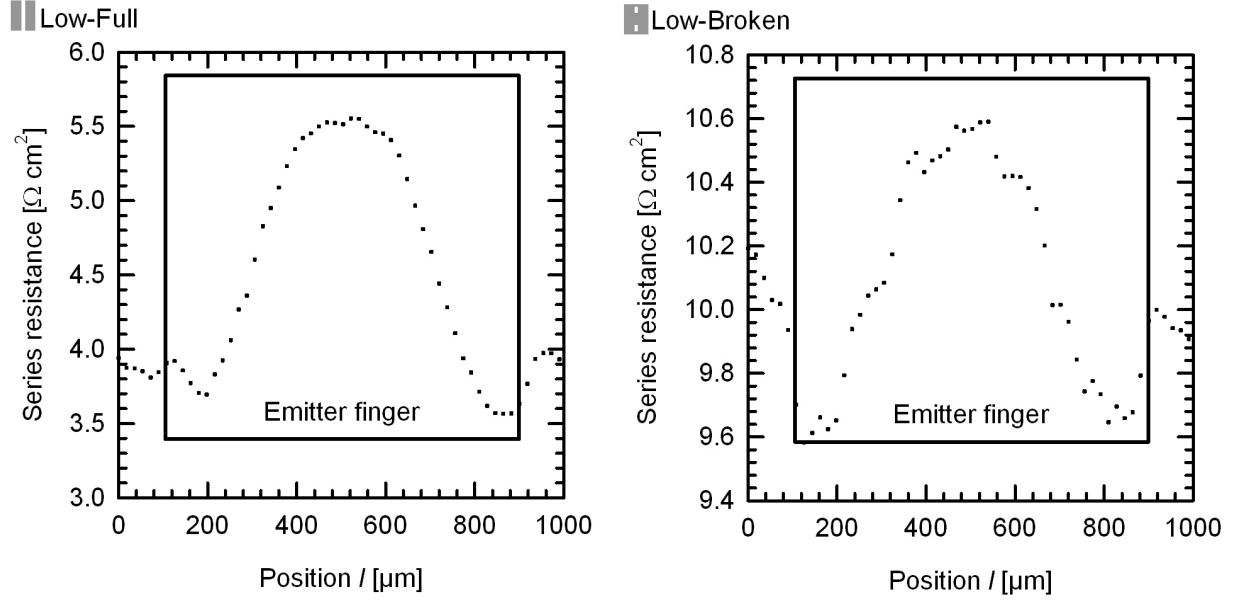 Low-Full
6.0
5.5
5.0
4.5
4.0
3.5
3.0
Series resistance [Ω cm²]
Emitter finger
0 200 400 600 800 1000
Position l [µm]
Low-Broken
10.8
10.6
10.4
10.2
10.0
9.8
9.6
9.4
Series resistance [Ω cm²]
Emitter finger
0 200 400 600 800 1000
Position l [µm]